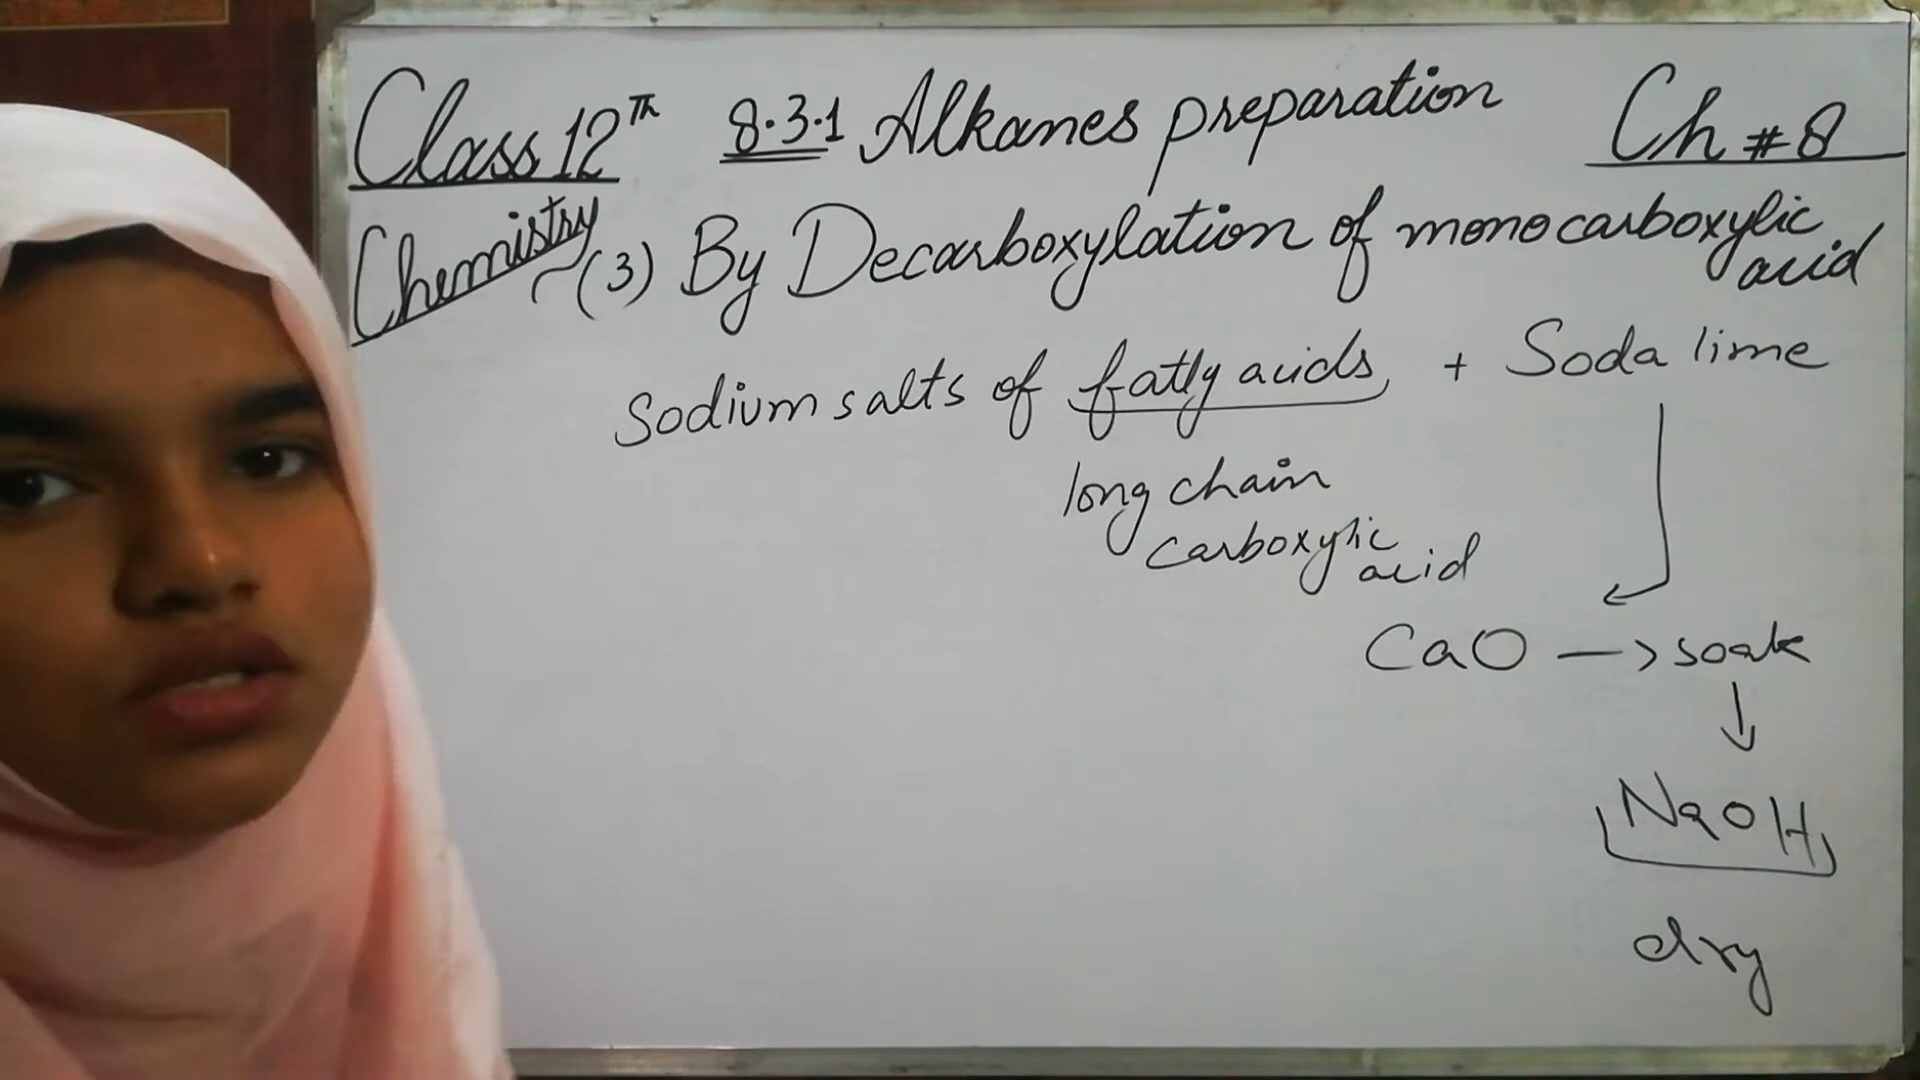 Class 12Th 8.3.1 Alkanes preparation Ch # 8
Chemistry (3) By Decarboxylation of monocarboxylic
acid
Sodium salts of fatty acids + Soda lime
long chain
carboxylic
acid
CaO → soak
↓
NaOH
dry